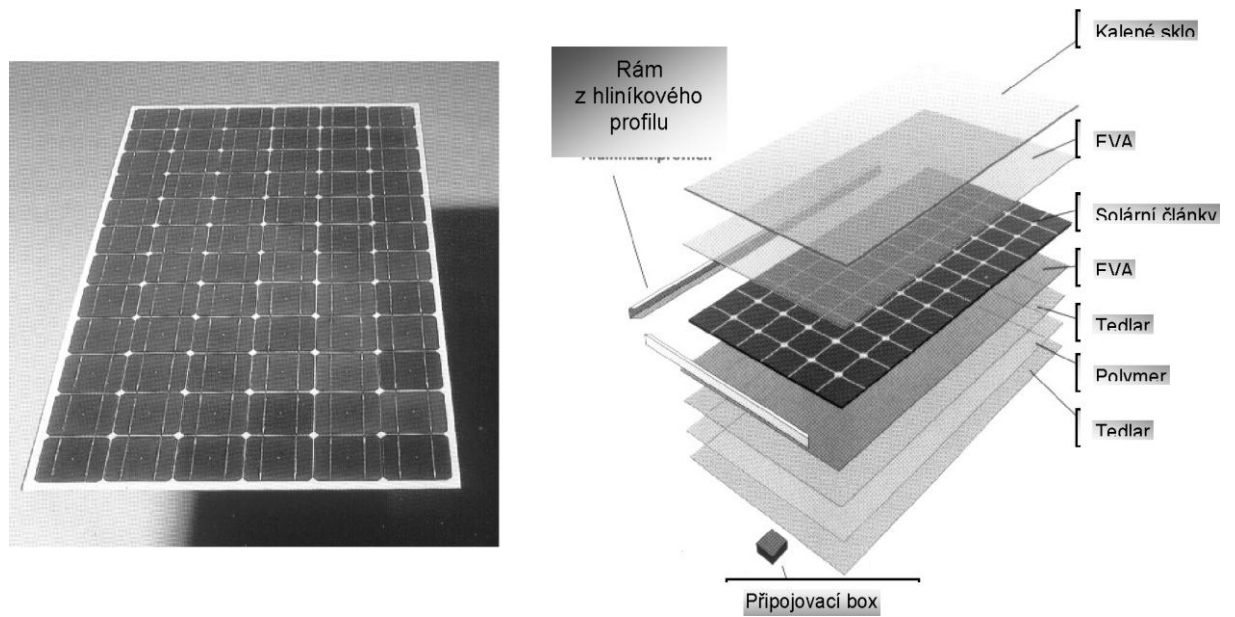 Kalené sklo
Rám
z hliníkového
profilu
EVA
Solární články
EVA
Tedlar
Polymer
Tedlar
Připojovací box